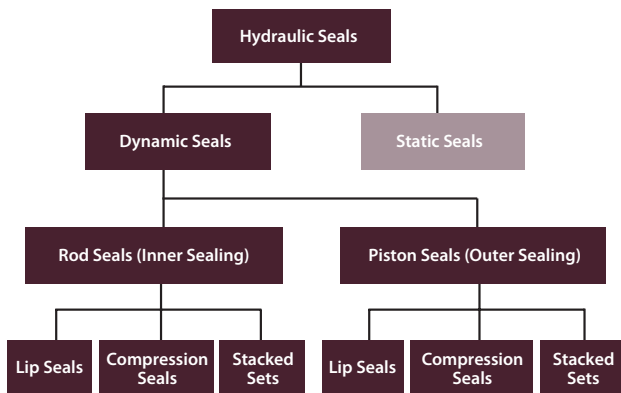 Hydraulic Seals
Dynamic Seals
Static Seals
Rod Seals (Inner Sealing)
Piston Seals (Outer Sealing)
Lip Seals
Compression
Seals
Stacked
Sets
Lip Seals
Compression
Seals
Stacked
Sets